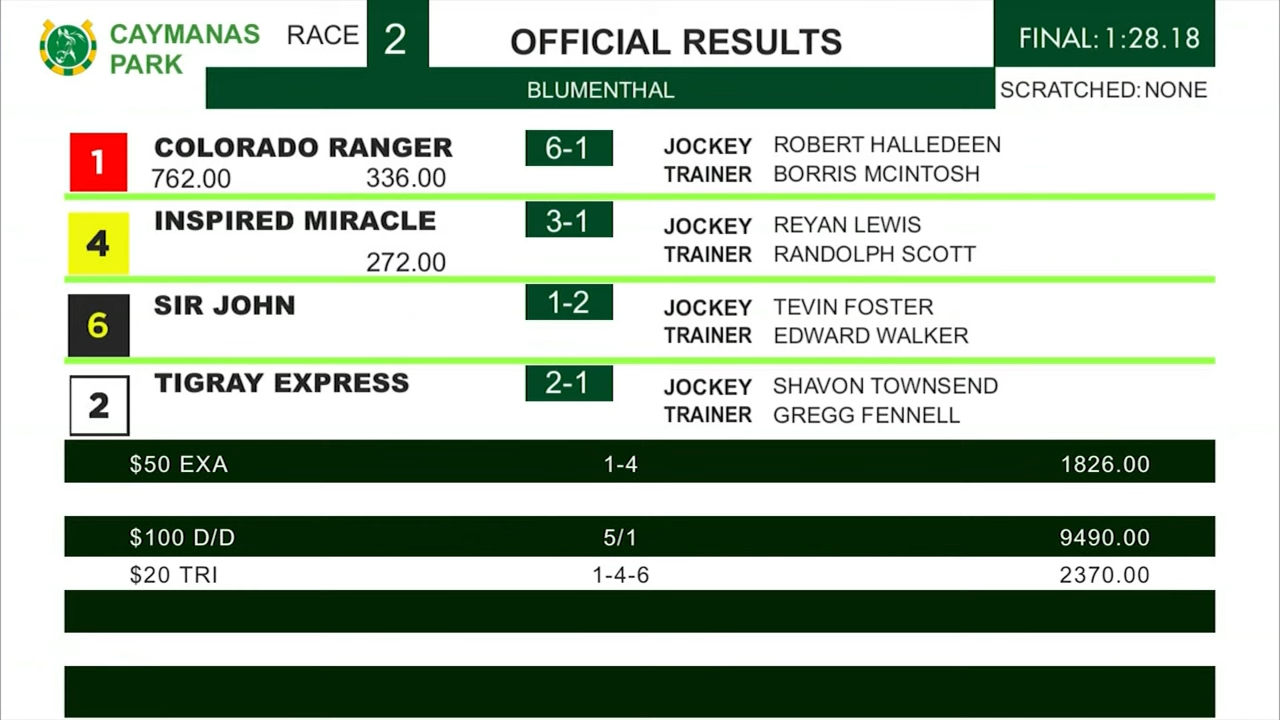 CAYMANAS PARK
RACE 2
OFFICIAL RESULTS
FINAL: 1:28.18
BLUMENTHAL
SCRATCHED: NONE
1 COLORADO RANGER 6-1 JOCKEY ROBERT HALLEDEEN
762.00 336.00 TRAINER BORRIS MCINTOSH
4 INSPIRED MIRACLE 3-1 JOCKEY REYAN LEWIS
272.00 TRAINER RANDOLPH SCOTT
6 SIR JOHN 1-2 JOCKEY TEVIN FOSTER
TRAINER EDWARD WALKER
2 TIGRAY EXPRESS 2-1 JOCKEY SHAVON TOWNSEND
TRAINER GREGG FENNELL
$50 EXA 1-4 1826.00
$100 D/D 5/1 9490.00
$20 TRI 1-4-6 2370.00